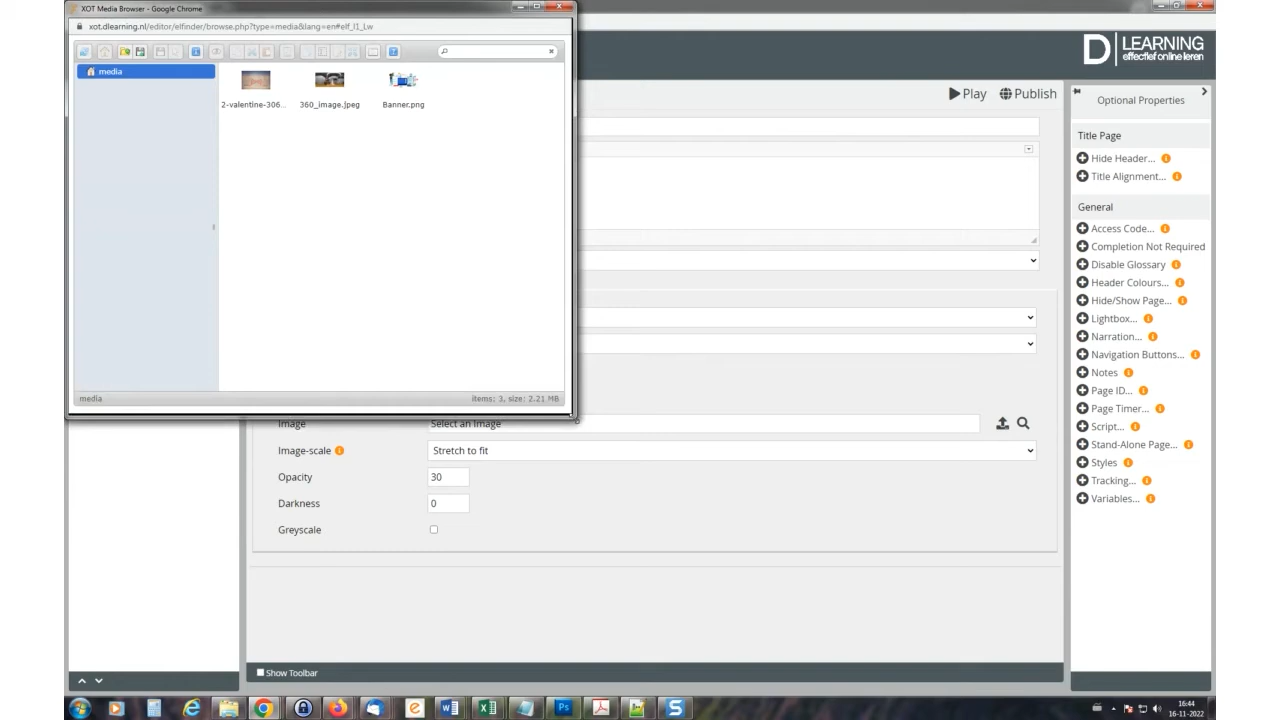 XOT Media Browser - Google Chrome
xot.dlearning.nl/editor/elfinder/browse.php?type=media&lang=en#elf_l1_Lw
media
2-valentine-306...
360_image.jpeg
Banner.png
media
items: 3, size: 2.21 MB
D LEARNING
effectief online leren
Play
Publish
Image
Select an Image
Image-scale
Stretch to fit
Opacity
30
Darkness
0
Greyscale
Show Toolbar
Optional Properties
Title Page
Hide Header...
Title Alignment...
General
Access Code...
Completion Not Required
Disable Glossary
Header Colours...
Hide/Show Page...
Lightbox...
Narration...
Navigation Buttons...
Notes
Page ID...
Page Timer...
Script...
Stand-Alone Page...
Styles
Tracking...
Variables...
16:44
16-11-2022